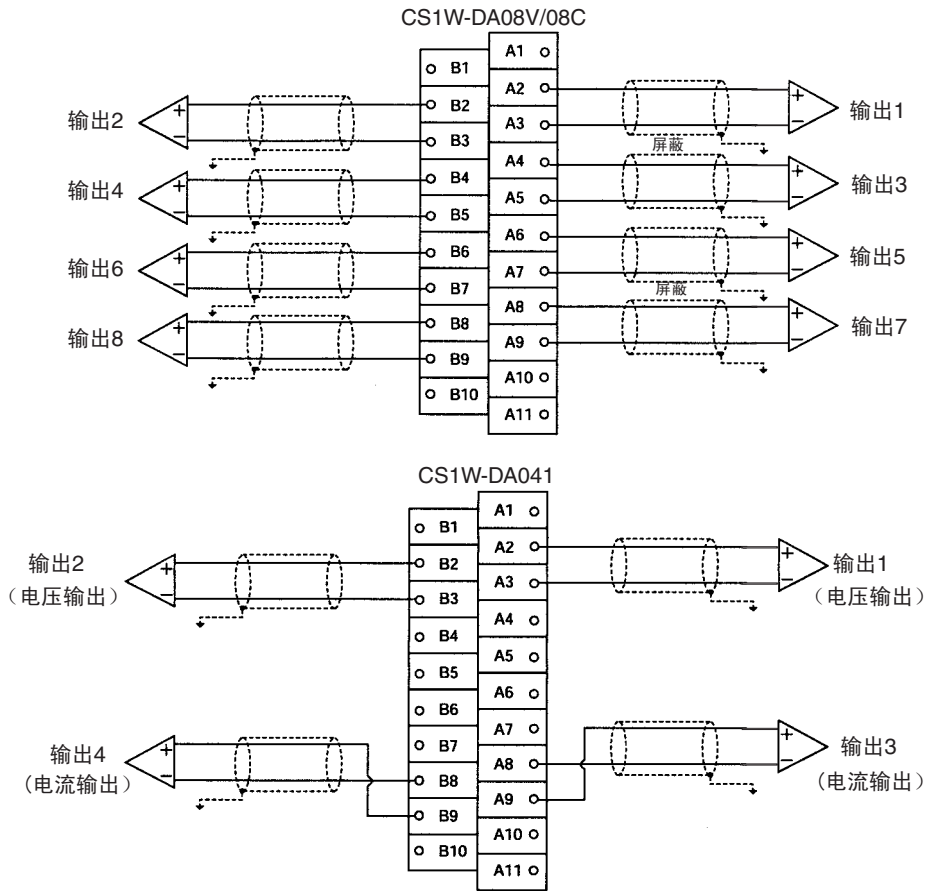 CS1W-DA08V/08C
A1
B1
A2
B2
A3
B3
A4
B4
A5
B5
A6
B6
A7
B7
A8
B8
A9
B9
A10
B10
A11
输出2
+
−
输出4
+
−
输出6
+
−
输出8
+
−
屏蔽
屏蔽
+
−
输出1
+
−
输出3
+
−
输出5
+
−
输出7
CS1W-DA041
A1
B1
A2
B2
A3
B3
A4
B4
A5
B5
A6
B6
A7
B7
A8
B8
A9
B9
A10
B10
A11
输出2
（电压输出）
+
−
输出4
（电流输出）
+
−
+
−
输出1
（电压输出）
+
−
输出3
（电流输出）